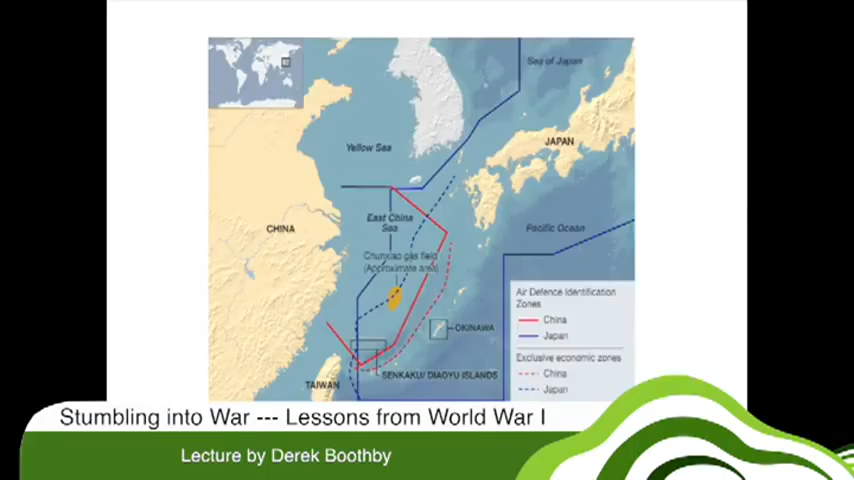 Sea of Japan
JAPAN
Yellow Sea
East China
Sea
CHINA
Pacific Ocean
Chunxiao gas field
(Approximate area)
Air Defence Identification
Zones
China
Japan
OKINAWA
Exclusive economic zones
China
Japan
SENKAKU/ DIAOYU ISLANDS
TAIWAN
Stumbling into War --- Lessons from World War I
Lecture by Derek Boothby